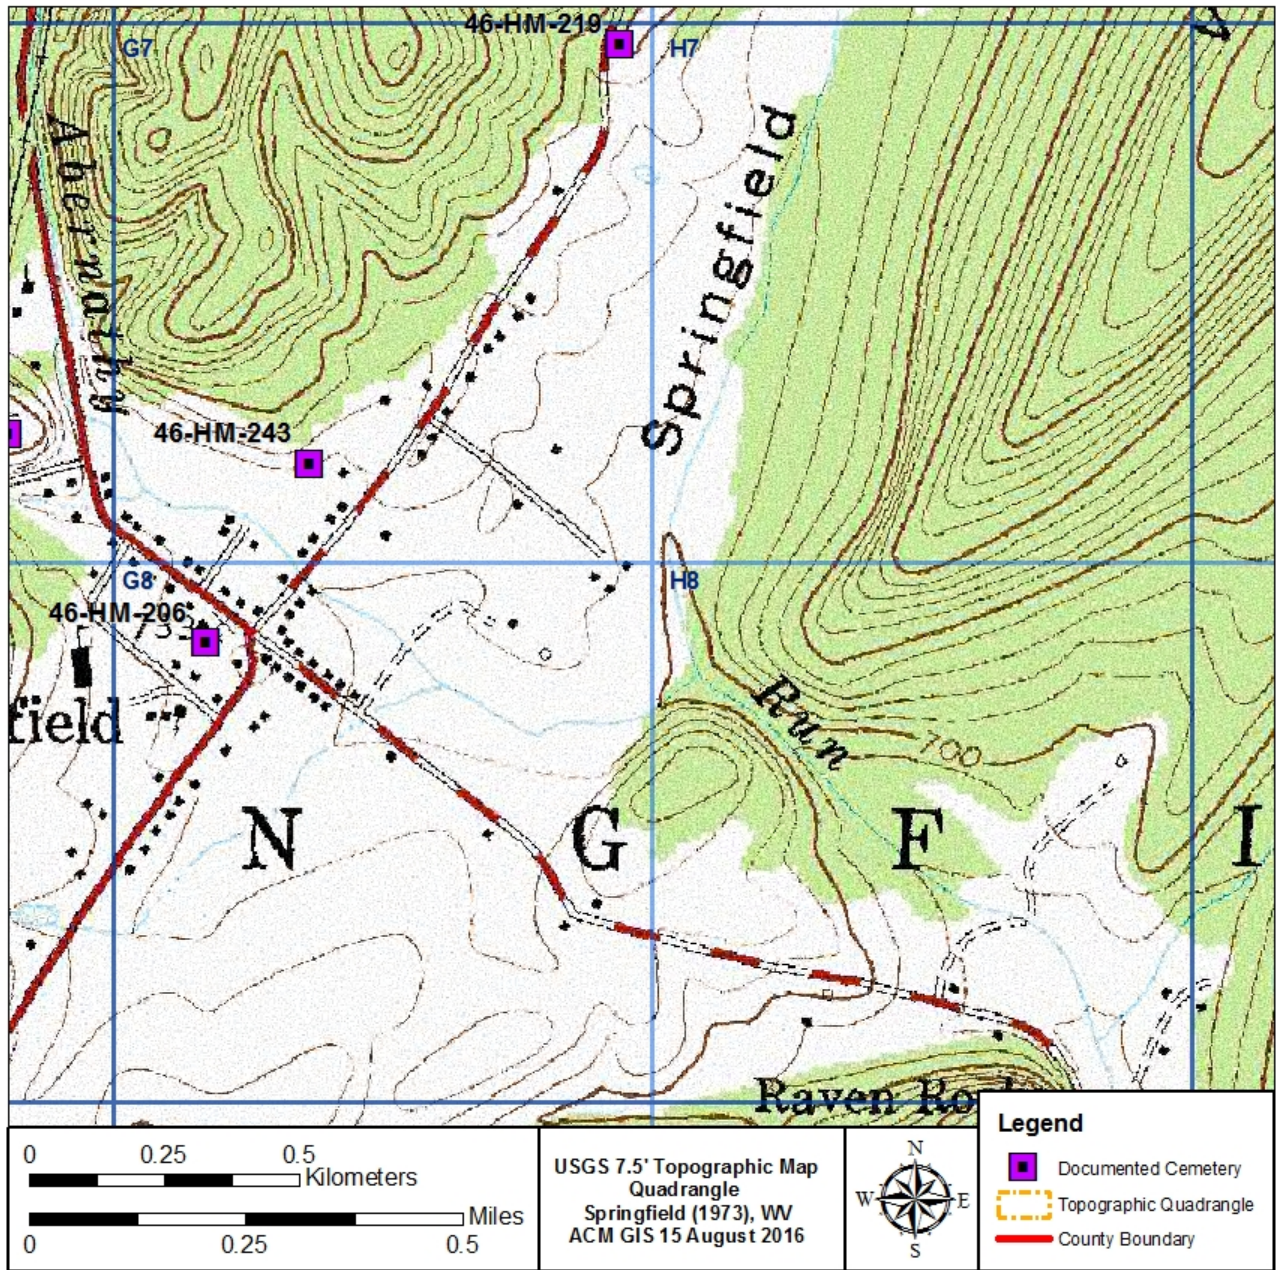 46-HM-219
G7
H7
Abernathy
Springfield
46-HM-243
G8
H8
46-HM-206
Run
field
700
N
G
F
I
Raven Rock
0
0.25
0.5
Kilometers
Miles
0
0.25
0.5
USGS 7.5' Topographic Map
Quadrangle
Springfield (1973), WV
ACM GIS 15 August 2016
N
W
E
S
Legend
Documented Cemetery
Topographic Quadrangle
County Boundary